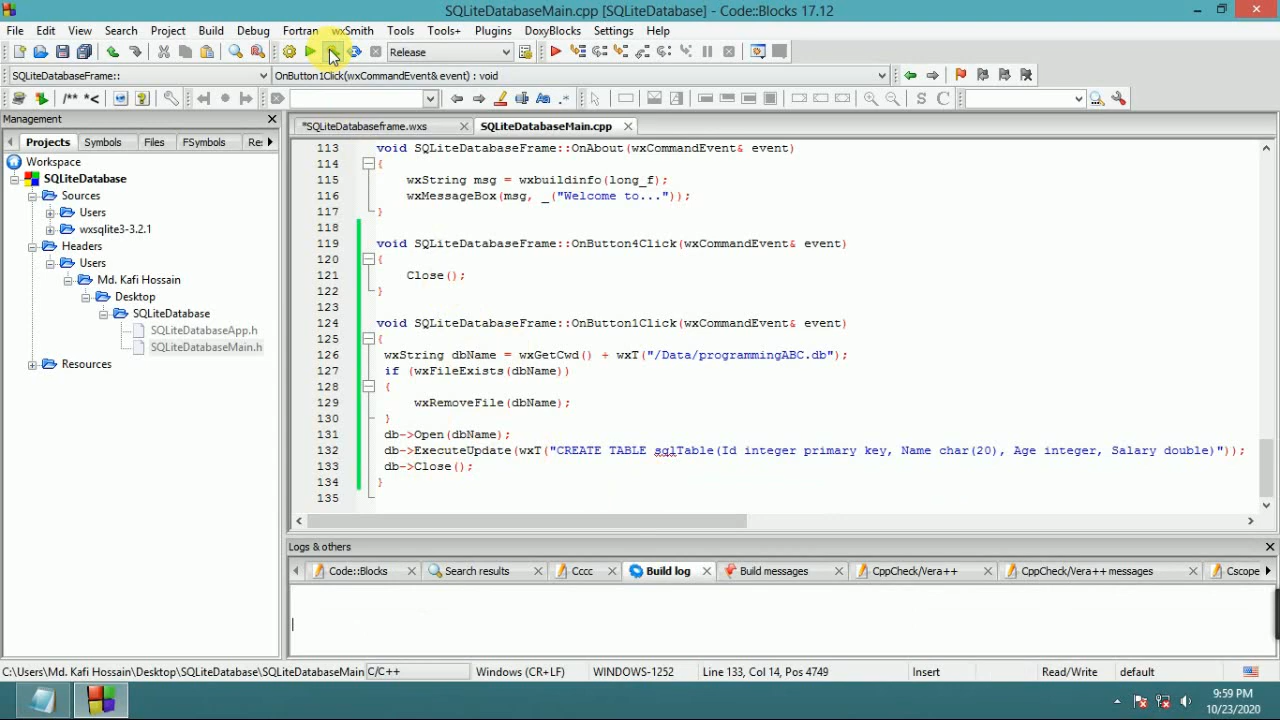 SQLiteDatabaseMain.cpp [SQLiteDatabase] - Code::Blocks 17.12
File Edit View Search Project Build Debug Fortran wxSmith Tools Tools+ Plugins DoxyBlocks Settings Help
Release
SQLiteDatabaseFrame:: OnButton1Click(wxCommandEvent& event) : void
/** *<
S C
Management
Projects Symbols Files FSymbols Re
*SQLiteDatabaseframe.wxs SQLiteDatabaseMain.cpp
Workspace
SQLiteDatabase
Sources
Users
wxsqlite3-3.2.1
Headers
Users
Md. Kafi Hossain
Desktop
SQLiteDatabase
SQLiteDatabaseApp.h
SQLiteDatabaseMain.h
Resources
113 void SQLiteDatabaseFrame::OnAbout(wxCommandEvent& event)
114 {
115 wxString msg = wxbuildinfo(long_f);
116 wxMessageBox(msg, _("Welcome to..."));
117 }
118
119 void SQLiteDatabaseFrame::OnButton4Click(wxCommandEvent& event)
120 {
121 Close();
122 }
123
124 void SQLiteDatabaseFrame::OnButton1Click(wxCommandEvent& event)
125 {
126 wxString dbName = wxGetCwd() + wxT("/Data/programmingABC.db");
127 if (wxFileExists(dbName))
128 {
129 wxRemoveFile(dbName);
130 }
131 db->Open(dbName);
132 db->ExecuteUpdate(wxT("CREATE TABLE sqlTable(Id integer primary key, Name char(20), Age integer, Salary double)"));
133 db->Close();
134 }
135
Logs & others
Code::Blocks Search results Cccc Build log Build messages CppCheck/Vera++ CppCheck/Vera++ messages Cscope
C:\Users\Md. Kafi Hossain\Desktop\SQLiteDatabase\SQLiteDatabaseMain C/C++ Windows (CR+LF) WINDOWS-1252 Line 133, Col 14, Pos 4749 Insert Read/Write default
9:59 PM
10/23/2020